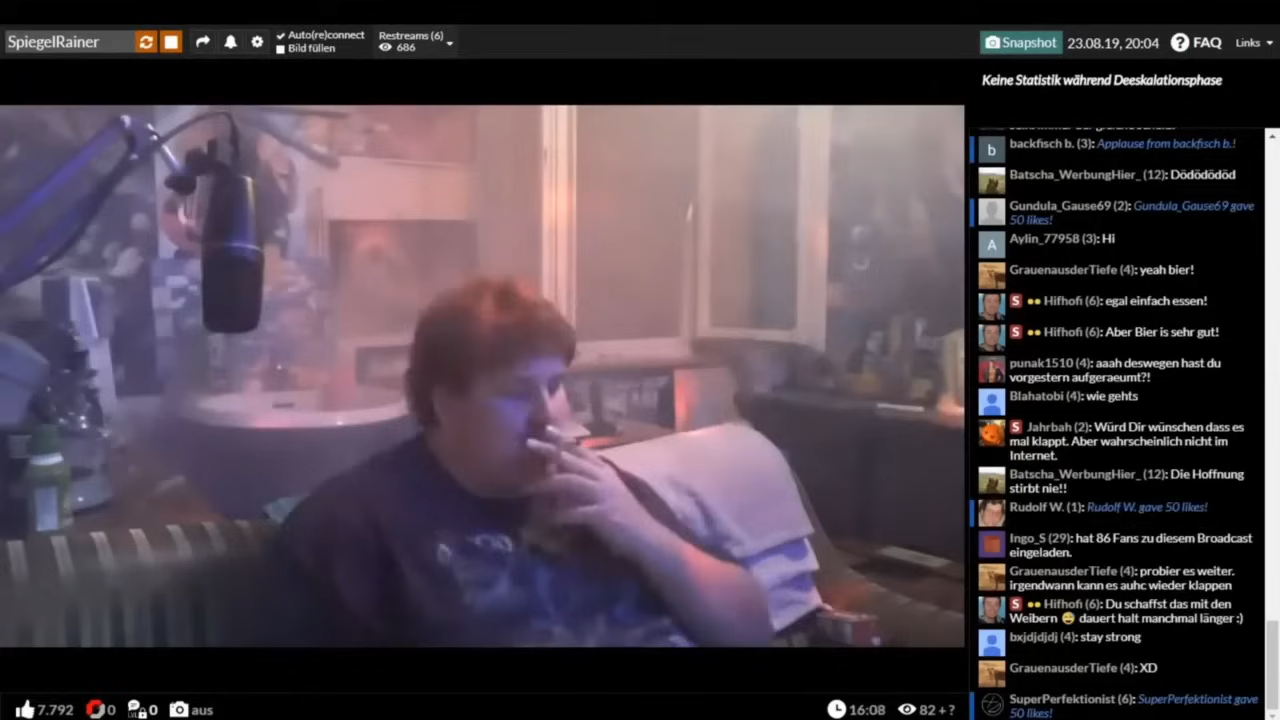 SpiegelRainer
Auto(re)connect
Bild füllen
Restreams (6)
686
Snapshot
23.08.19, 20:04
? FAQ
Links
Keine Statistik während Deeskalationsphase
b
backfisch b. (3): Applause from backfisch b.!
Batscha_WerbungHier_ (12): Dödödödöd
Gundula_Gause69 (2): Gundula_Gause69 gave
50 likes!
A
Aylin_77958 (3): Hi
GrauenausderTiefe (4): yeah bier!
S Hifhofi (6): egal einfach essen!
S Hifhofi (6): Aber Bier is sehr gut!
punak1510 (4): aaah deswegen hast du
vorgestern aufgeraeumt?!
Blahatobi (4): wie gehts
S Jahrbah (2): Würd Dir wünschen dass es
mal klappt. Aber wahrscheinlich nicht im
Internet.
Batscha_WerbungHier_ (12): Die Hoffnung
stirbt nie!!
Rudolf W. (1): Rudolf W. gave 50 likes!
Ingo_S (29): hat 86 Fans zu diesem Broadcast
eingeladen.
GrauenausderTiefe (4): probier es weiter.
irgendwann kann es auhc wieder klappen
S Hifhofi (6): Du schaffst das mit den
Weibern 😅 dauert halt manchmal länger :)
bxjdjdjdj (4): stay strong
GrauenausderTiefe (4): XD
SuperPerfektionist (6): SuperPerfektionist gave
50 likes!
7.792
0
0
aus
16:08
82 + ?